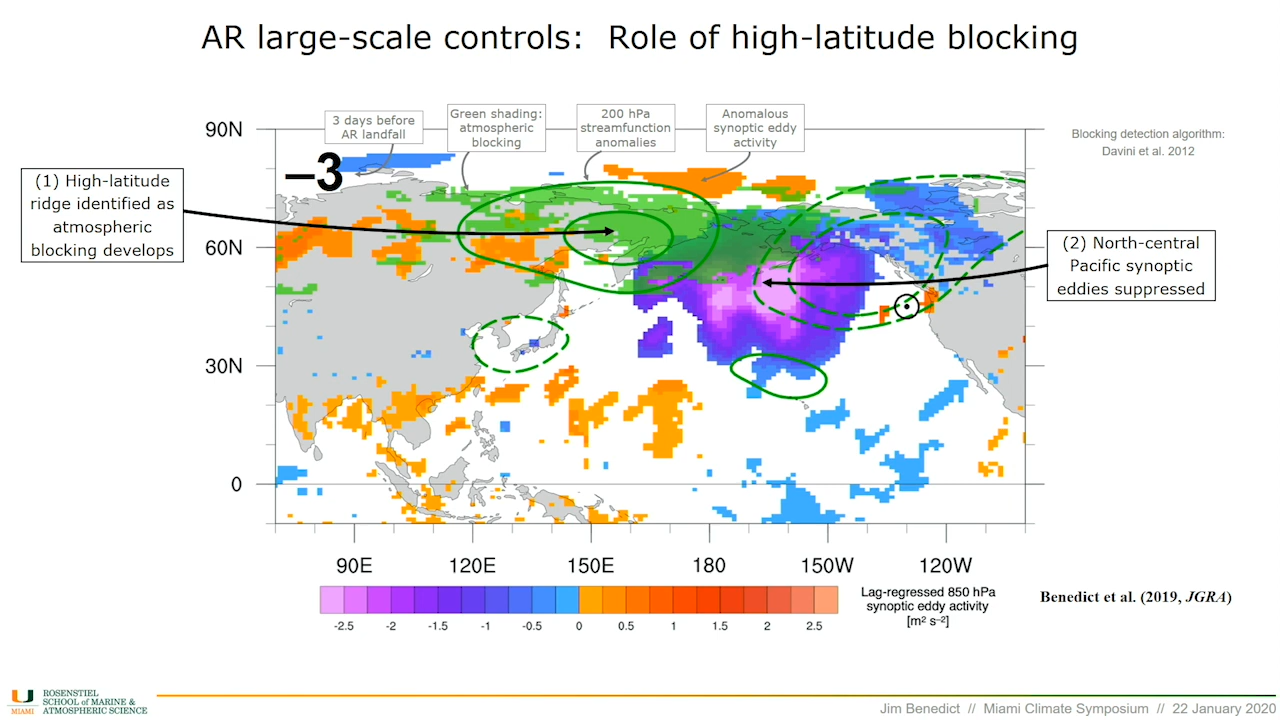 AR large-scale controls: Role of high-latitude blocking
3 days before
AR landfall
Green shading:
atmospheric
blocking
200 hPa
streamfunction
anomalies
Anomalous
synoptic eddy
activity
Blocking detection algorithm:
Davini et al. 2012
90N
–3
(1) High-latitude
ridge identified as
atmospheric
blocking develops
60N
(2) North-central
Pacific synoptic
eddies suppressed
30N
0
90E 120E 150E 180 150W 120W
-2.5 -2 -1.5 -1 -0.5 0 0.5 1 1.5 2 2.5
Lag-regressed 850 hPa
synoptic eddy activity
[m² s⁻²]
Benedict et al. (2019, JGRA)
U
MIAMI
ROSENSTIEL
SCHOOL of MARINE &
ATMOSPHERIC SCIENCE
Jim Benedict // Miami Climate Symposium // 22 January 2020